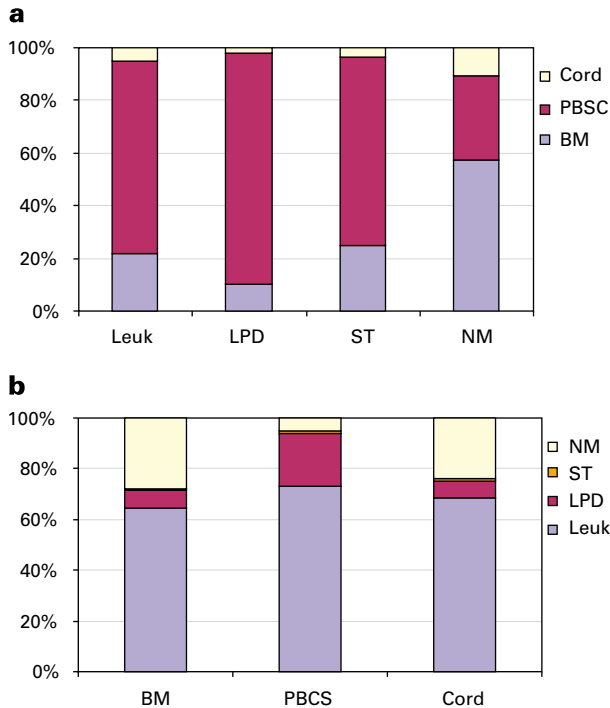 a
100%
80%
60%
40%
20%
0%
Leuk LPD ST NM
Cord
PBSC
BM
b
100%
80%
60%
40%
20%
0%
BM PBCS Cord
NM
ST
LPD
Leuk